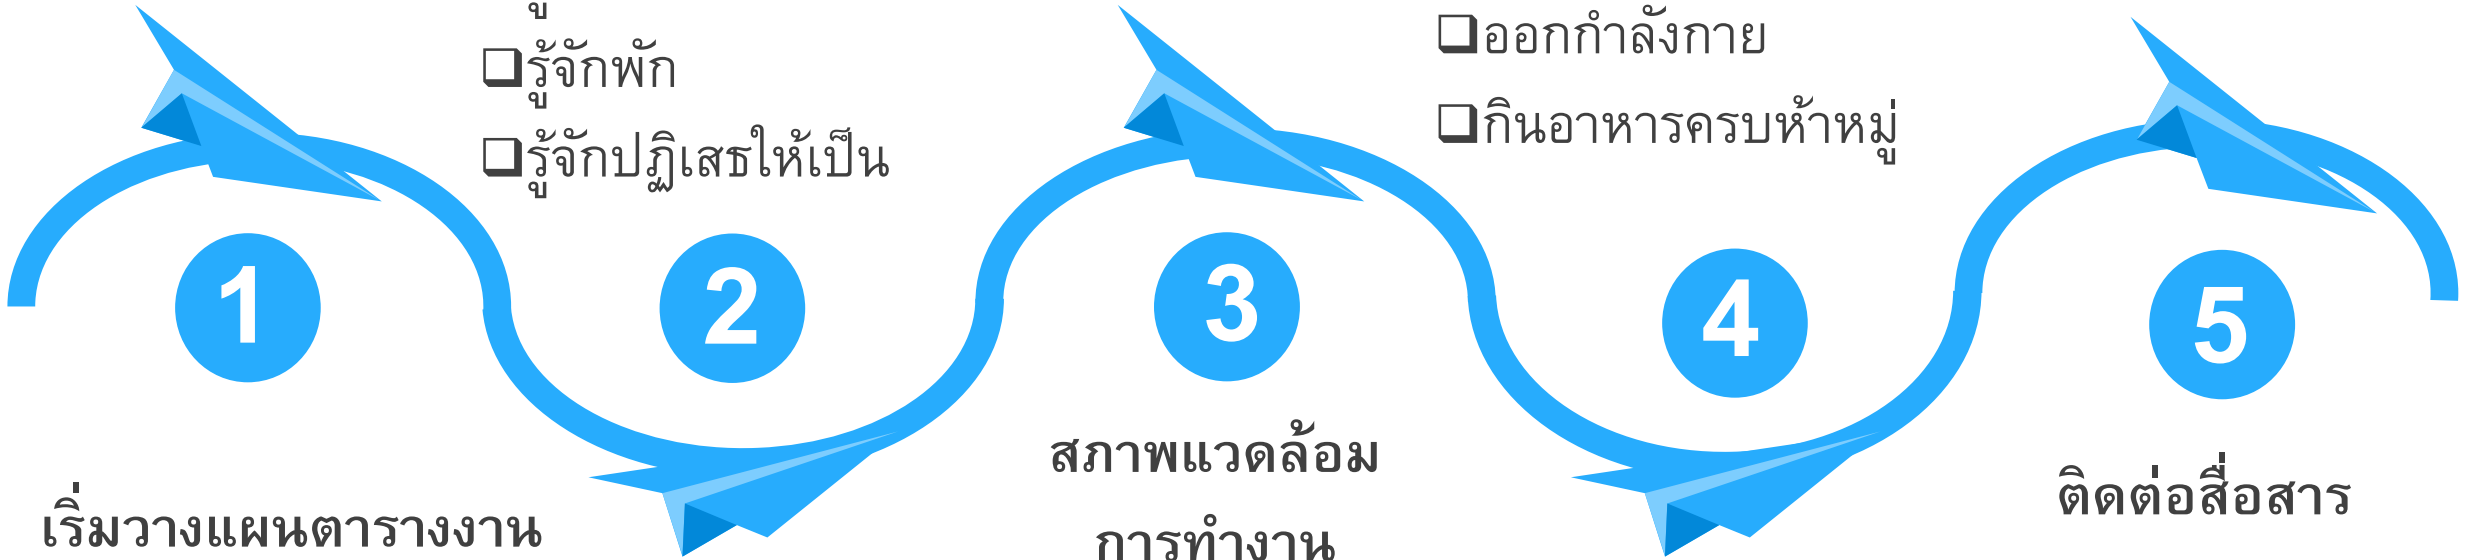 ❑รู้จักพัก
❑รู้จักปฏิเสธให้เป็น
❑ออกกำลังกาย
❑กินอาหารครบห้าหมู่
1
2
3
4
5
เริ่มวางแผนตารางงาน
สภาพแวดล้อม
การทำงาน
ติดต่อสื่อสาร